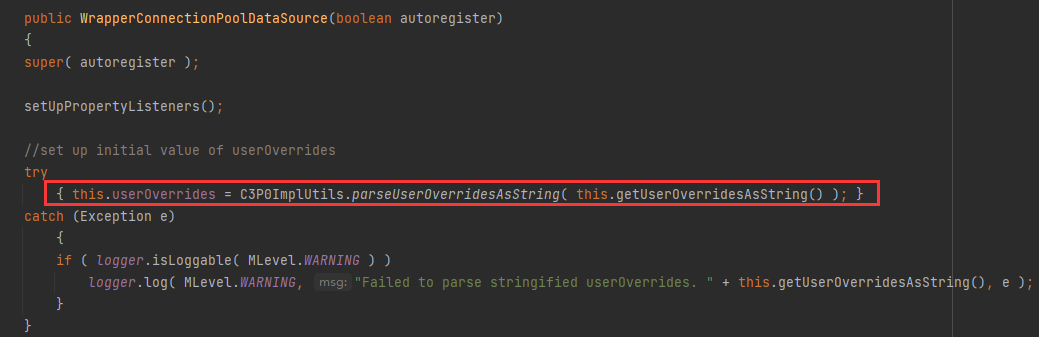 public WrapperConnectionPoolDataSource(boolean autoregister)
{
super( autoregister );
setUpPropertyListeners();
//set up initial value of userOverrides
try
{ this.userOverrides = C3P0ImplUtils.parseUserOverridesAsString( this.getUserOverridesAsString() ); }
catch (Exception e)
{
if ( logger.isLoggable( MLevel.WARNING ) )
logger.log( MLevel.WARNING, msg: "Failed to parse stringified userOverrides. " + this.getUserOverridesAsString(), e );
}
}